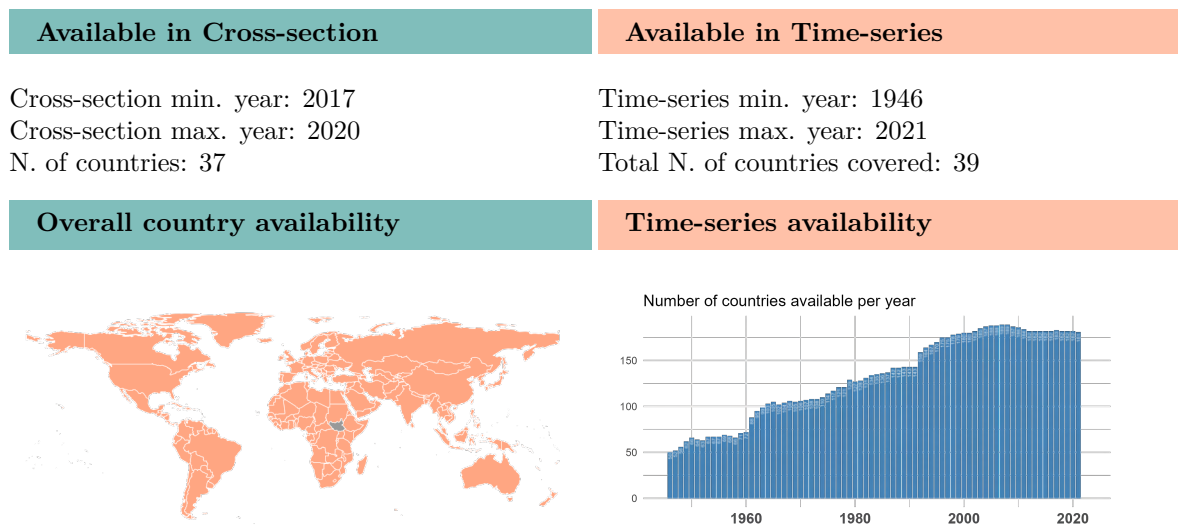 Available in Cross-section
Available in Time-series
Cross-section min. year: 2017
Cross-section max. year: 2020
N. of countries: 37
Time-series min. year: 1946
Time-series max. year: 2021
Total N. of countries covered: 39
Overall country availability
Time-series availability
Number of countries available per year
150
100
50
0
1960 1980 2000 2020